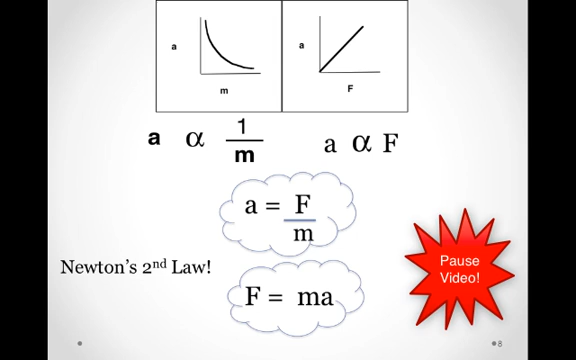 a
m
a
F
a α 1
m
a α F
a = F
m
Newton's 2nd Law!
F = ma
Pause
Video!
8